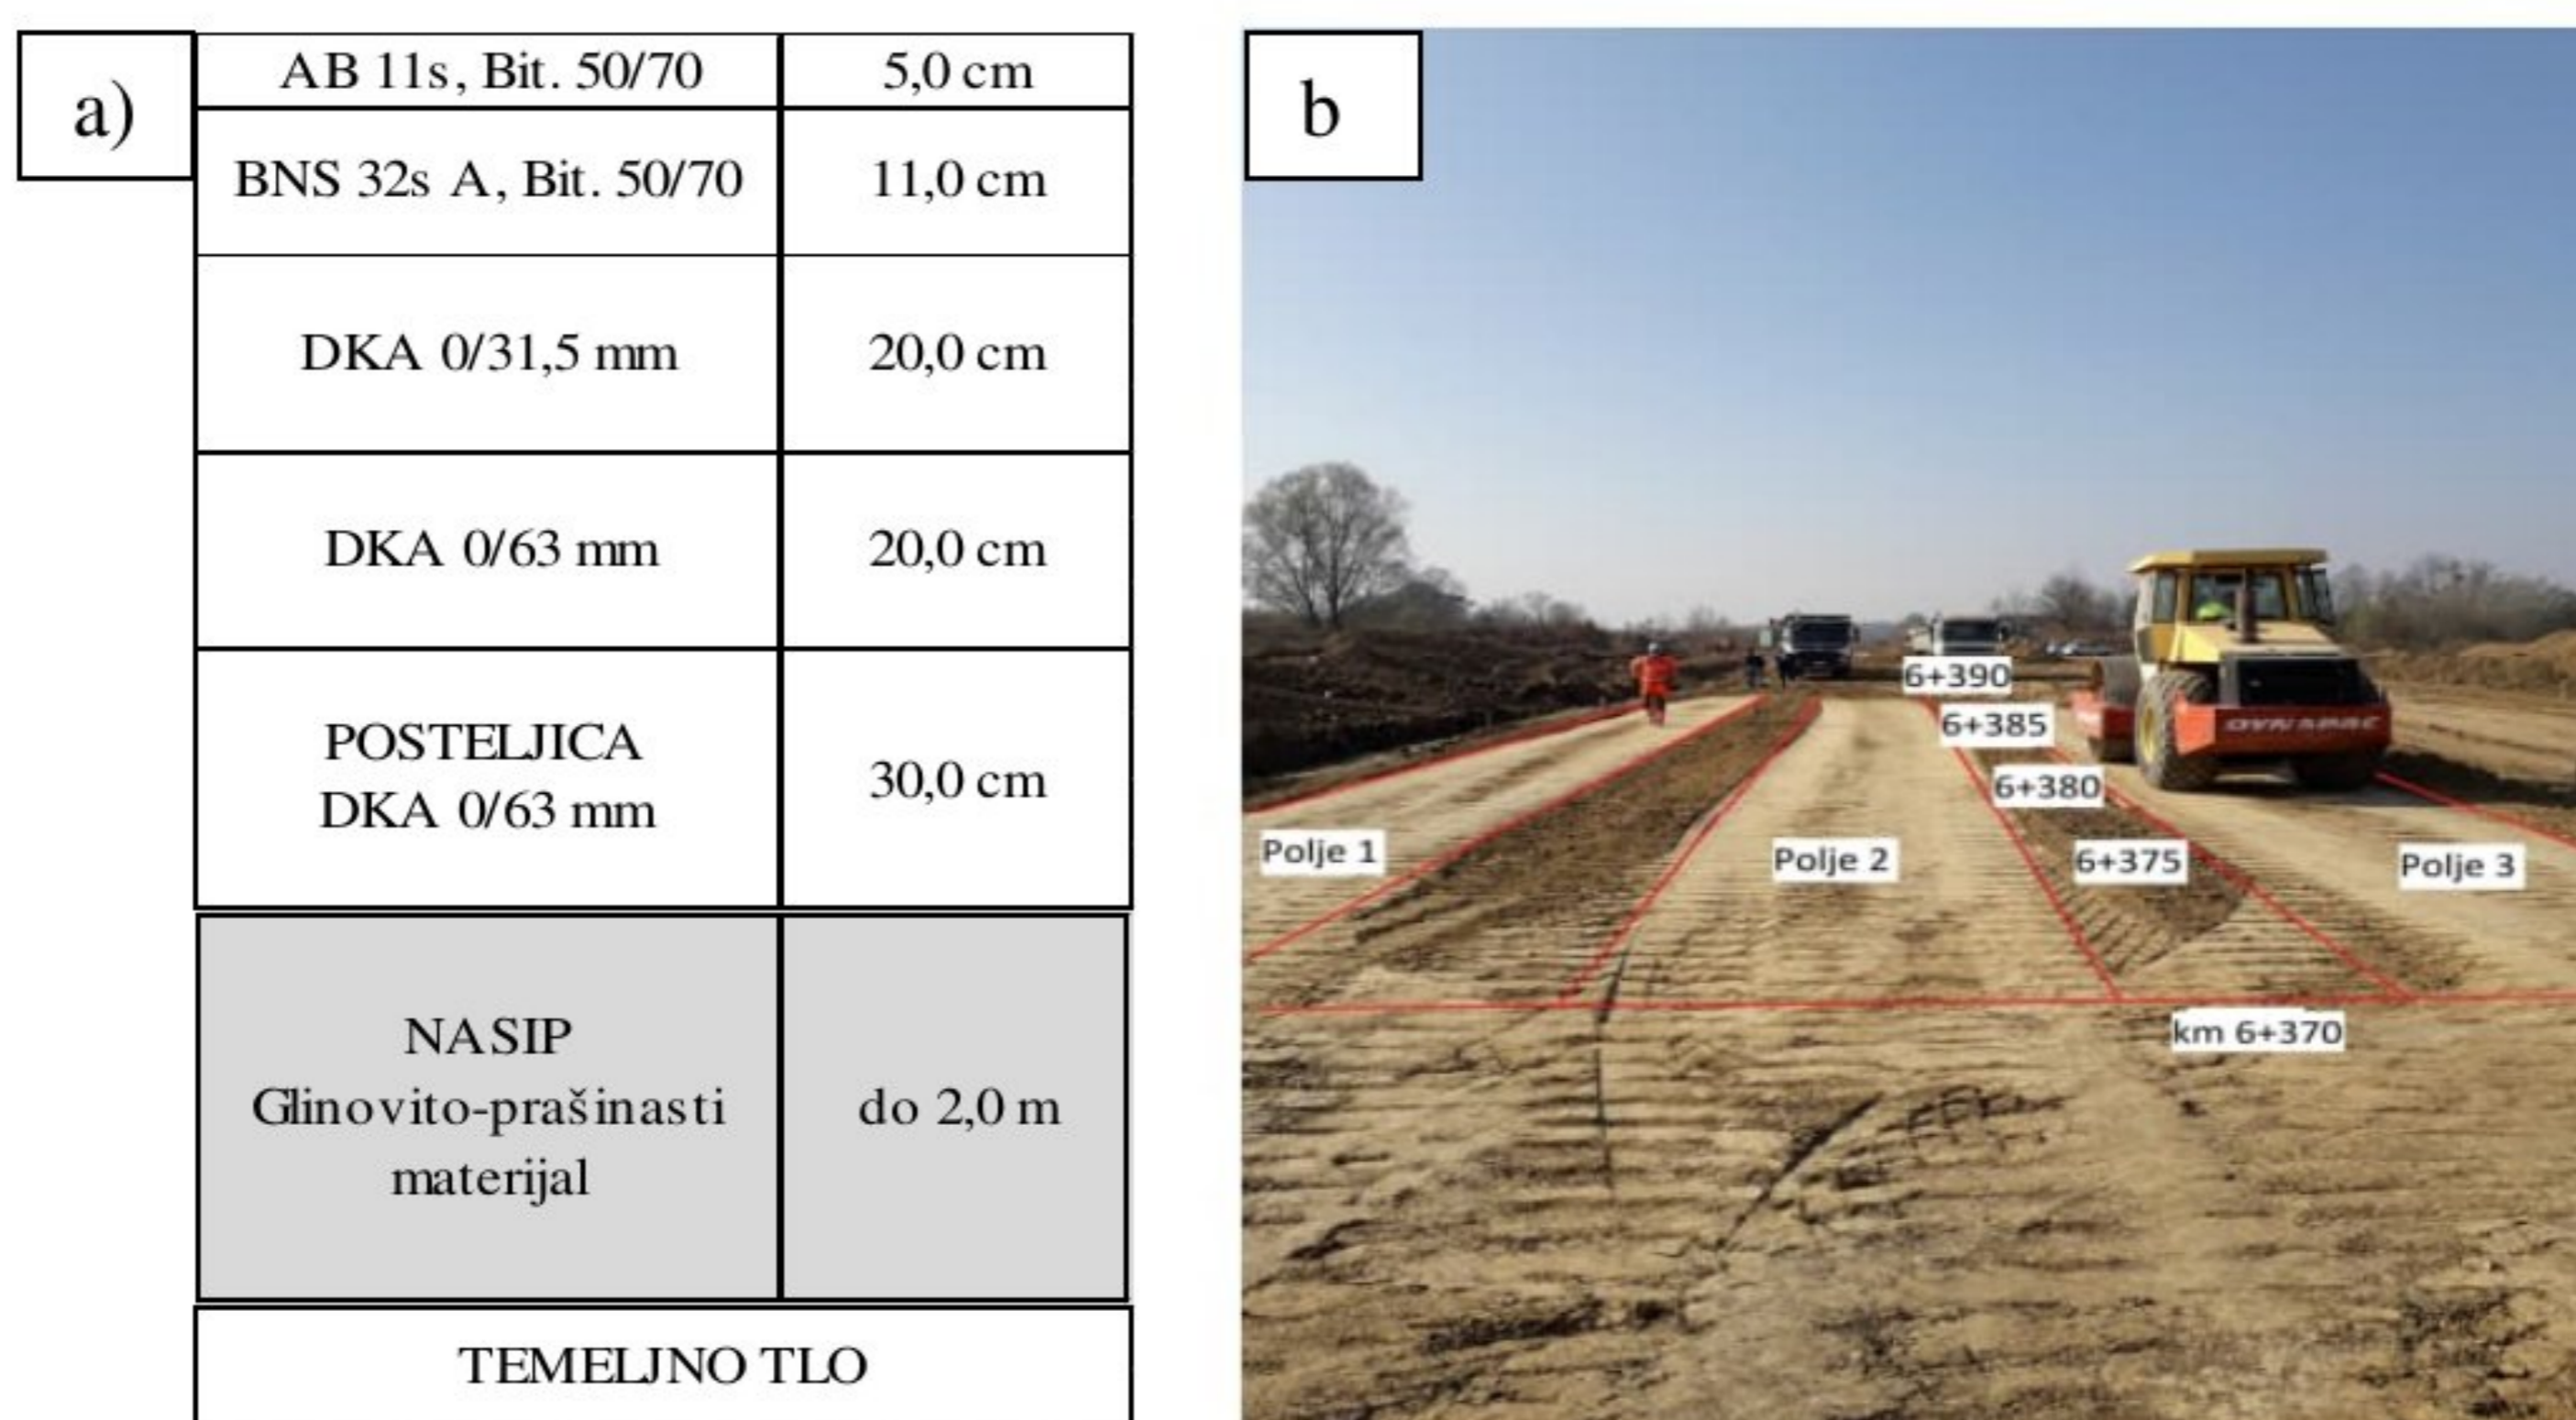 a)
AB 11s, Bit. 50/70 5,0 cm
BNS 32s A, Bit. 50/70 11,0 cm
DKA 0/31,5 mm 20,0 cm
DKA 0/63 mm 20,0 cm
POSTELJICA
DKA 0/63 mm 30,0 cm
NASIP
Glinovito-prašinasti
materijal do 2,0 m
TEMELJNO TLO
b
6+390
6+385
DYNAPAC
6+380
Polje 1
Polje 2
6+375
Polje 3
km 6+370